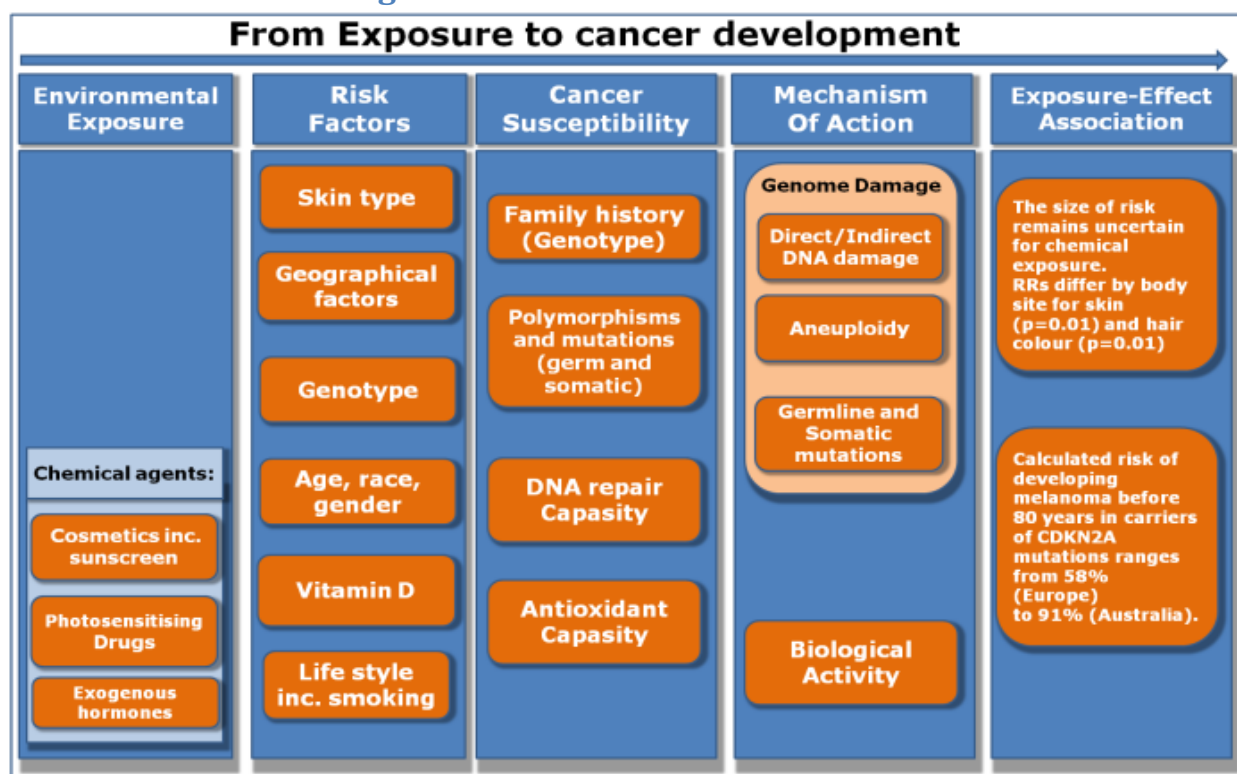 From Exposure to cancer development
Environmental
Exposure
Chemical agents:
Cosmetics inc.
sunscreen
Photosensitising
Drugs
Exogenous
hormones
Risk
Factors
Skin type
Geographical
factors
Genotype
Age, race,
gender
Vitamin D
Life style
inc. smoking
Cancer
Susceptibility
Family history
(Genotype)
Polymorphisms
and mutations
(germ and
somatic)
DNA repair
Capasity
Antioxidant
Capasity
Mechanism
Of Action
Genome Damage
Direct/Indirect
DNA damage
Aneuploidy
Germline and
Somatic
mutations
Biological
Activity
Exposure-Effect
Association
The size of risk
remains uncertain
for chemical
exposure.
RRs differ by body
site for skin
(p=0.01) and hair
colour (p=0.01)
Calculated risk of
developing
melanoma before
80 years in carriers
of CDKN2A
mutations ranges
from 58%
(Europe)
to 91% (Australia).